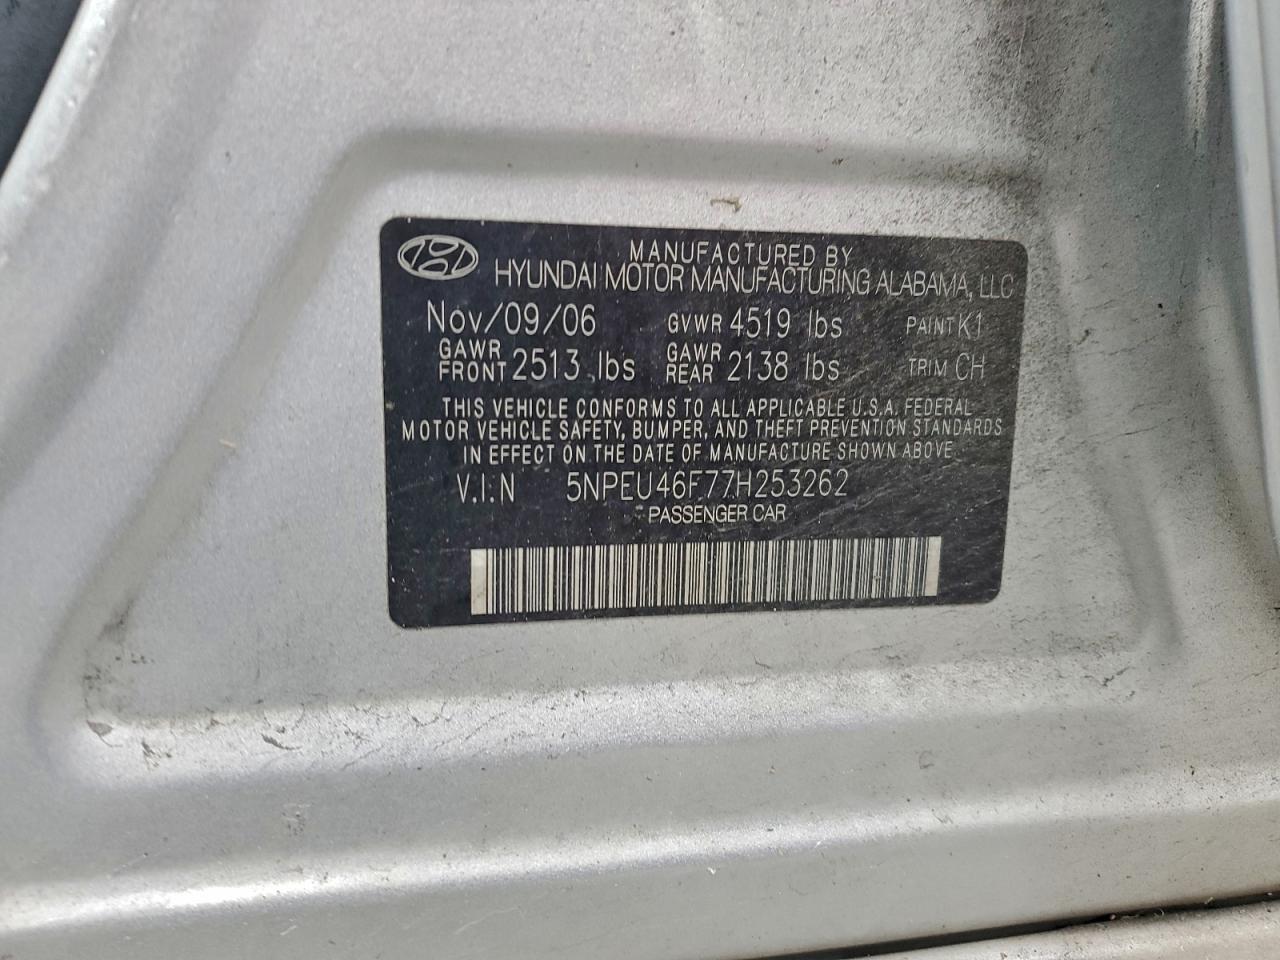 MANUFACTURED BY
HYUNDAI MOTOR MANUFACTURING ALABAMA, LLC
Nov/09/06 GVWR 4519 lbs PAINT K1
GAWR FRONT 2513 lbs GAWR REAR 2138 lbs TRIM CH
THIS VEHICLE CONFORMS TO ALL APPLICABLE U.S.A. FEDERAL
MOTOR VEHICLE SAFETY, BUMPER, AND THEFT PREVENTION STANDARDS
IN EFFECT ON THE DATE OF MANUFACTURE SHOWN ABOVE.
V.I.N 5NPEU46F77H253262
PASSENGER CAR